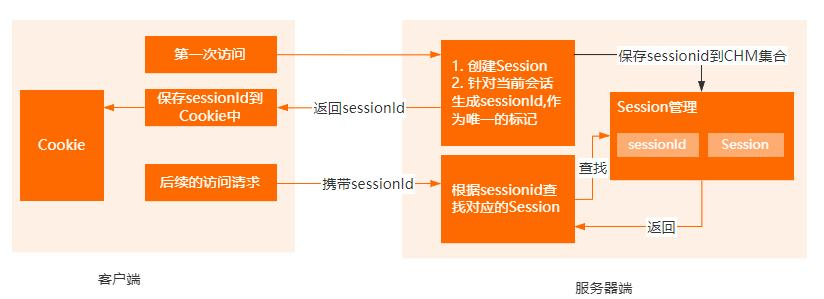 第一次访问
1. 创建Session
2. 针对当前会话
生成sessionId,作
为唯一的标记
保存sessionid到CHM集合
Cookie
保存sessionId到
Cookie中
返回sessionId
Session管理
sessionId
Session
后续的访问请求
携带sessionId
根据sessionid查
找对应的Session
查找
返回
客户端
服务器端